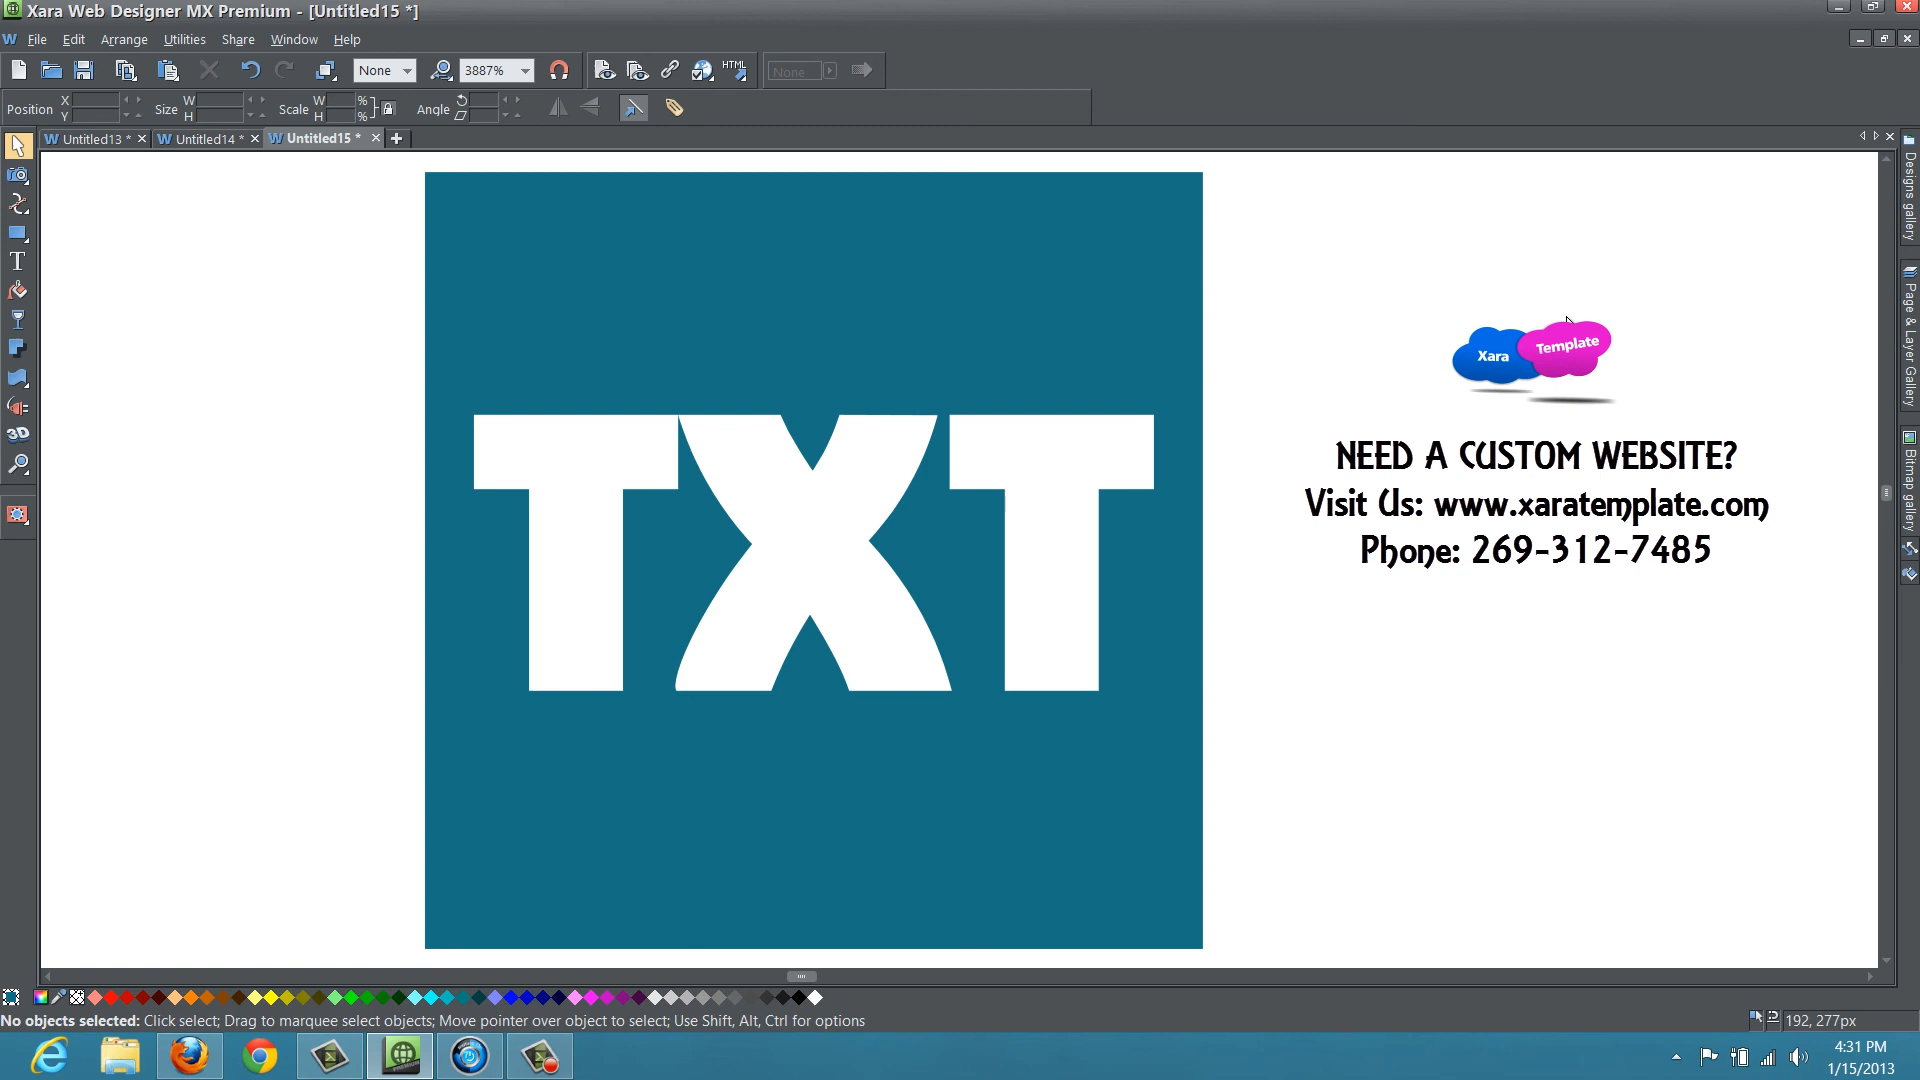 Xara Web Designer MX Premium - [Untitled15 *]
W File Edit Arrange Utilities Share Window Help
None 3887% HTML None
Position X Y Size W H Scale W H % % Angle
W Untitled13 * W Untitled14 * W Untitled15 *
T
3D
TXT
Xara Template
NEED A CUSTOM WEBSITE?
Visit Us: www.xaratemplate.com
Phone: 269-312-7485
Designs gallery
Page & Layer Gallery
Bitmap gallery
No objects selected: Click select; Drag to marquee select objects; Move pointer over object to select; Use Shift, Alt, Ctrl for options
192, 277px
4:31 PM
1/15/2013